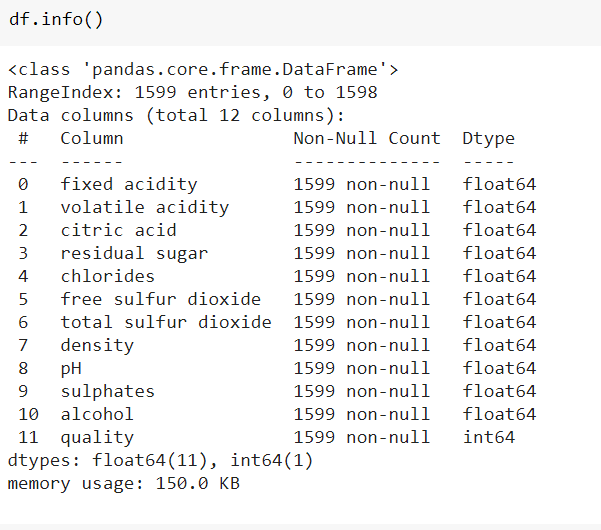 df.info()
<class 'pandas.core.frame.DataFrame'>
RangeIndex: 1599 entries, 0 to 1598
Data columns (total 12 columns):
 #   Column                Non-Null Count  Dtype
---  ------                --------------  -----
 0   fixed acidity         1599 non-null   float64
 1   volatile acidity      1599 non-null   float64
 2   citric acid           1599 non-null   float64
 3   residual sugar        1599 non-null   float64
 4   chlorides             1599 non-null   float64
 5   free sulfur dioxide   1599 non-null   float64
 6   total sulfur dioxide  1599 non-null   float64
 7   density               1599 non-null   float64
 8   pH                    1599 non-null   float64
 9   sulphates             1599 non-null   float64
 10  alcohol               1599 non-null   float64
 11  quality               1599 non-null   int64
dtypes: float64(11), int64(1)
memory usage: 150.0 KB